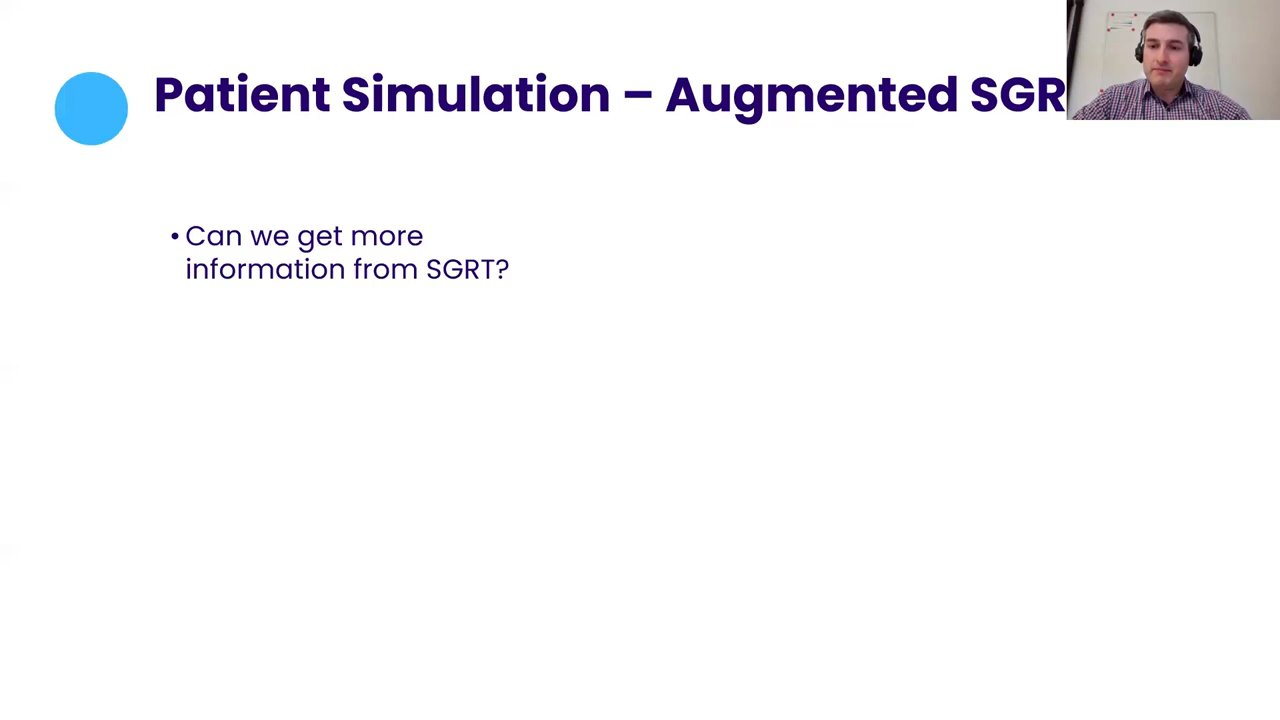 Patient Simulation – Augmented SGR
• Can we get more
information from SGRT?